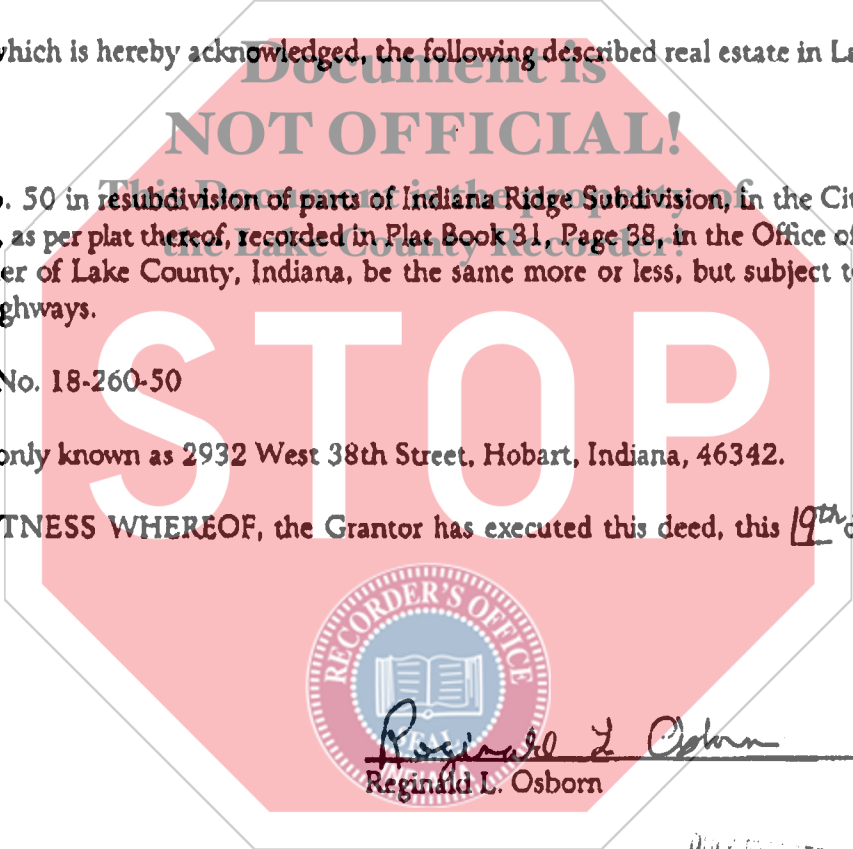 which is hereby acknowledged, the following described real estate in La
Document is
NOT OFFICIAL!
This Document is the property of
the Lake County Recorder!
. 50 in resubdivision of parts of Indiana Ridge Subdivision, in the Ci
, as per plat thereof, recorded in Plat Book 31, Page 38, in the Office of
er of Lake County, Indiana, be the same more or less, but subject t
ghways.
STOP
No. 18-260-50
only known as 2932 West 38th Street, Hobart, Indiana, 46342.
TNESS WHEREOF, the Grantor has executed this deed, this 19th d
RECORDER'S OFFICE
SEAL
INDIANA
Reginald L Osborn
Reginald L. Osborn